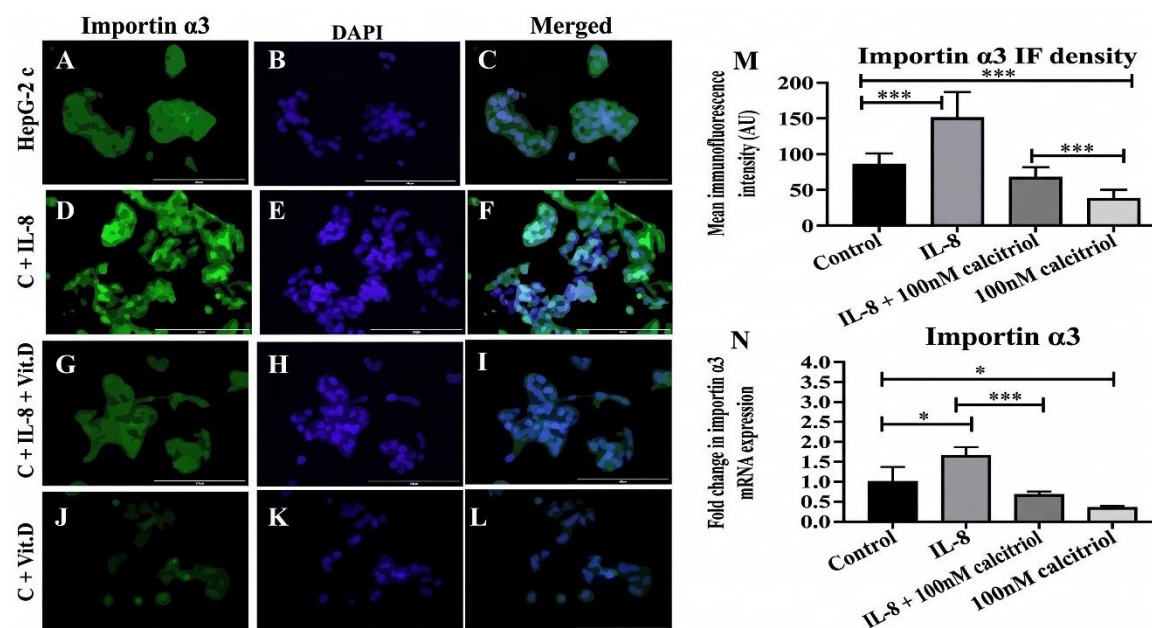 Importin α3
DAPI
Merged
HepG-2 c
A
B
C
C + IL-8
D
E
F
C + IL-8 + Vit.D
G
H
I
C + Vit.D
J
K
L
M
Importin α3 IF density
Mean immunofluorescence
intensity (AU)
200
150
100
50
0
***
***
***
Control
IL-8
IL-8 + 100nM calcitriol
100nM calcitriol
N
Importin α3
Fold change in importin α3
mRNA expression
4.0
3.5
3.0
2.5
2.0
1.5
1.0
0.5
0.0
*
***
*
Control
IL-8
IL-8 + 100nM calcitriol
100nM calcitriol